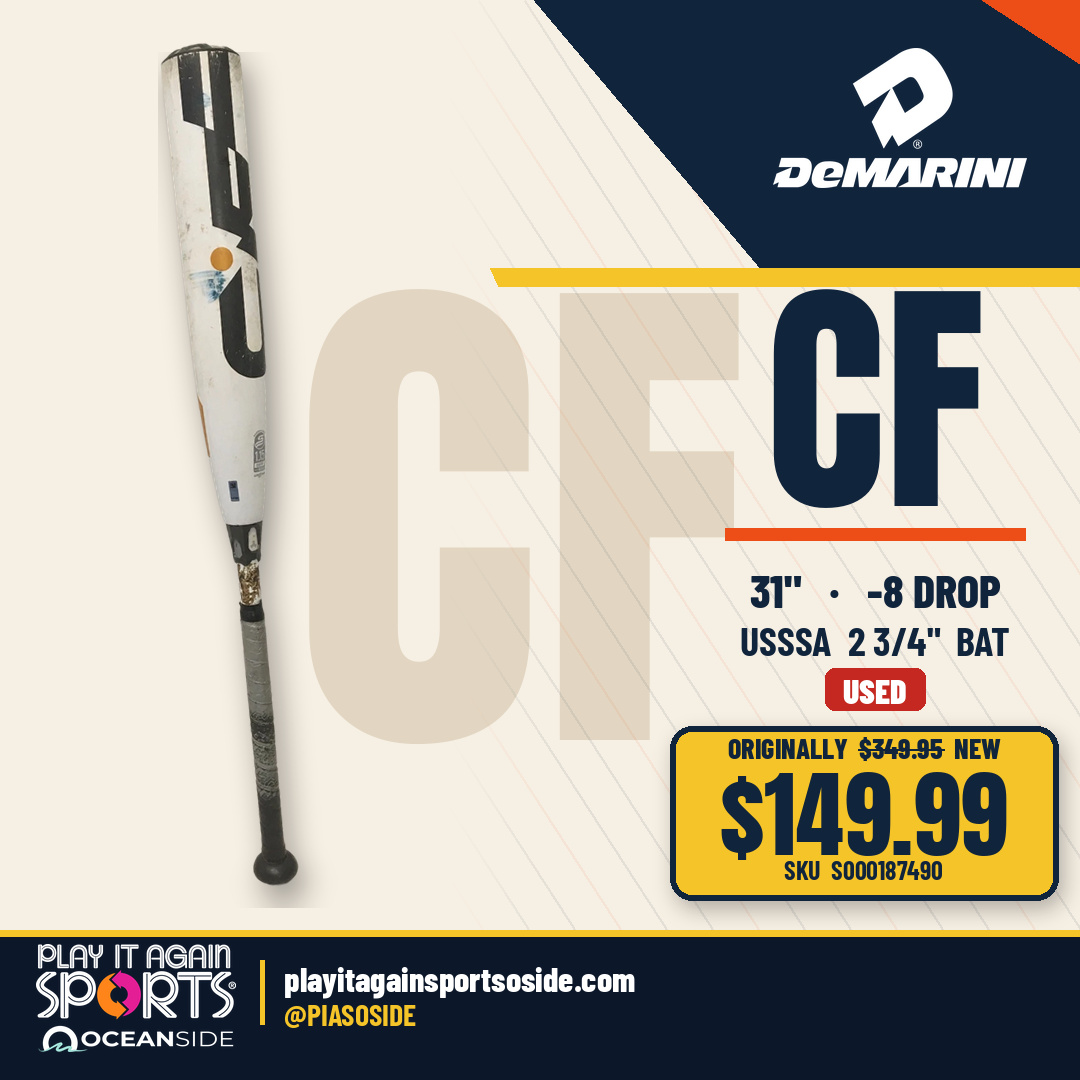 DeMARINI
CF
CF
31" · -8 DROP
USSSA 2 3/4" BAT
USED
ORIGINALLY $349.95 NEW
$149.99
SKU S000187490
PLAY IT AGAIN
SPORTS®
OCEANSIDE
playitagainsportsoside.com
@PIASOSIDE